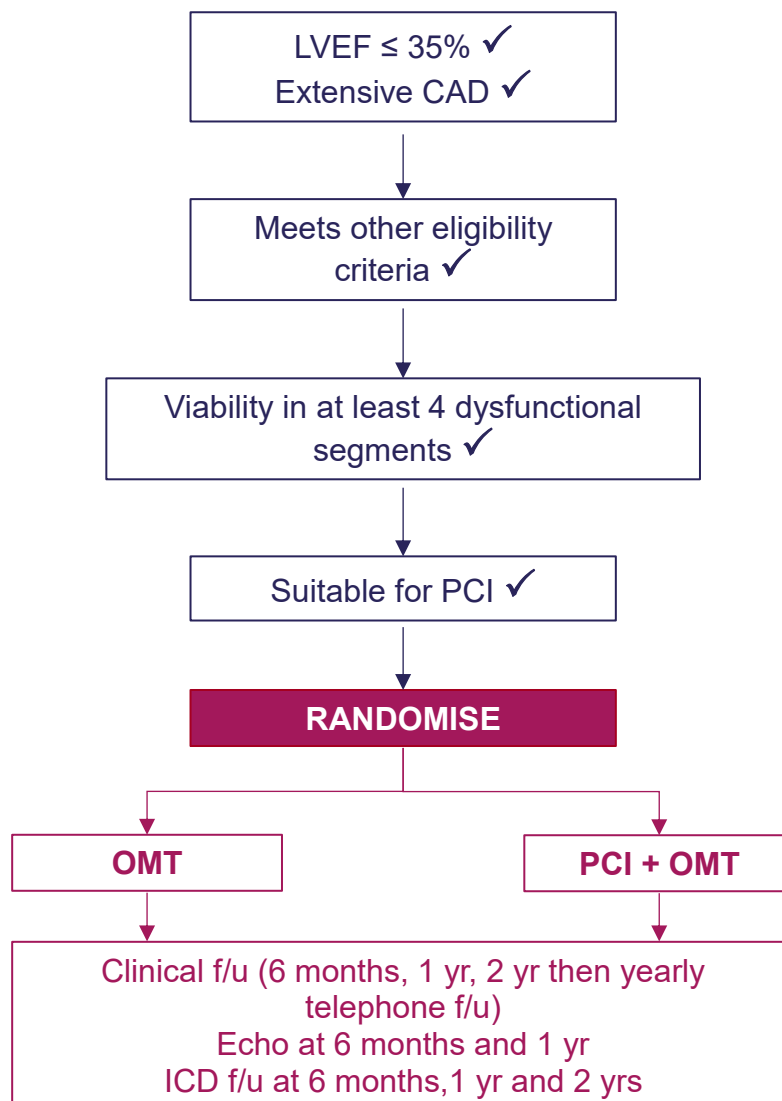 LVEF ≤ 35% ✓
Extensive CAD ✓
Meets other eligibility
criteria ✓
Viability in at least 4 dysfunctional
segments ✓
Suitable for PCI ✓
RANDOMISE
OMT
PCI + OMT
Clinical f/u (6 months, 1 yr, 2 yr then yearly
telephone f/u)
Echo at 6 months and 1 yr
ICD f/u at 6 months,1 yr and 2 yrs